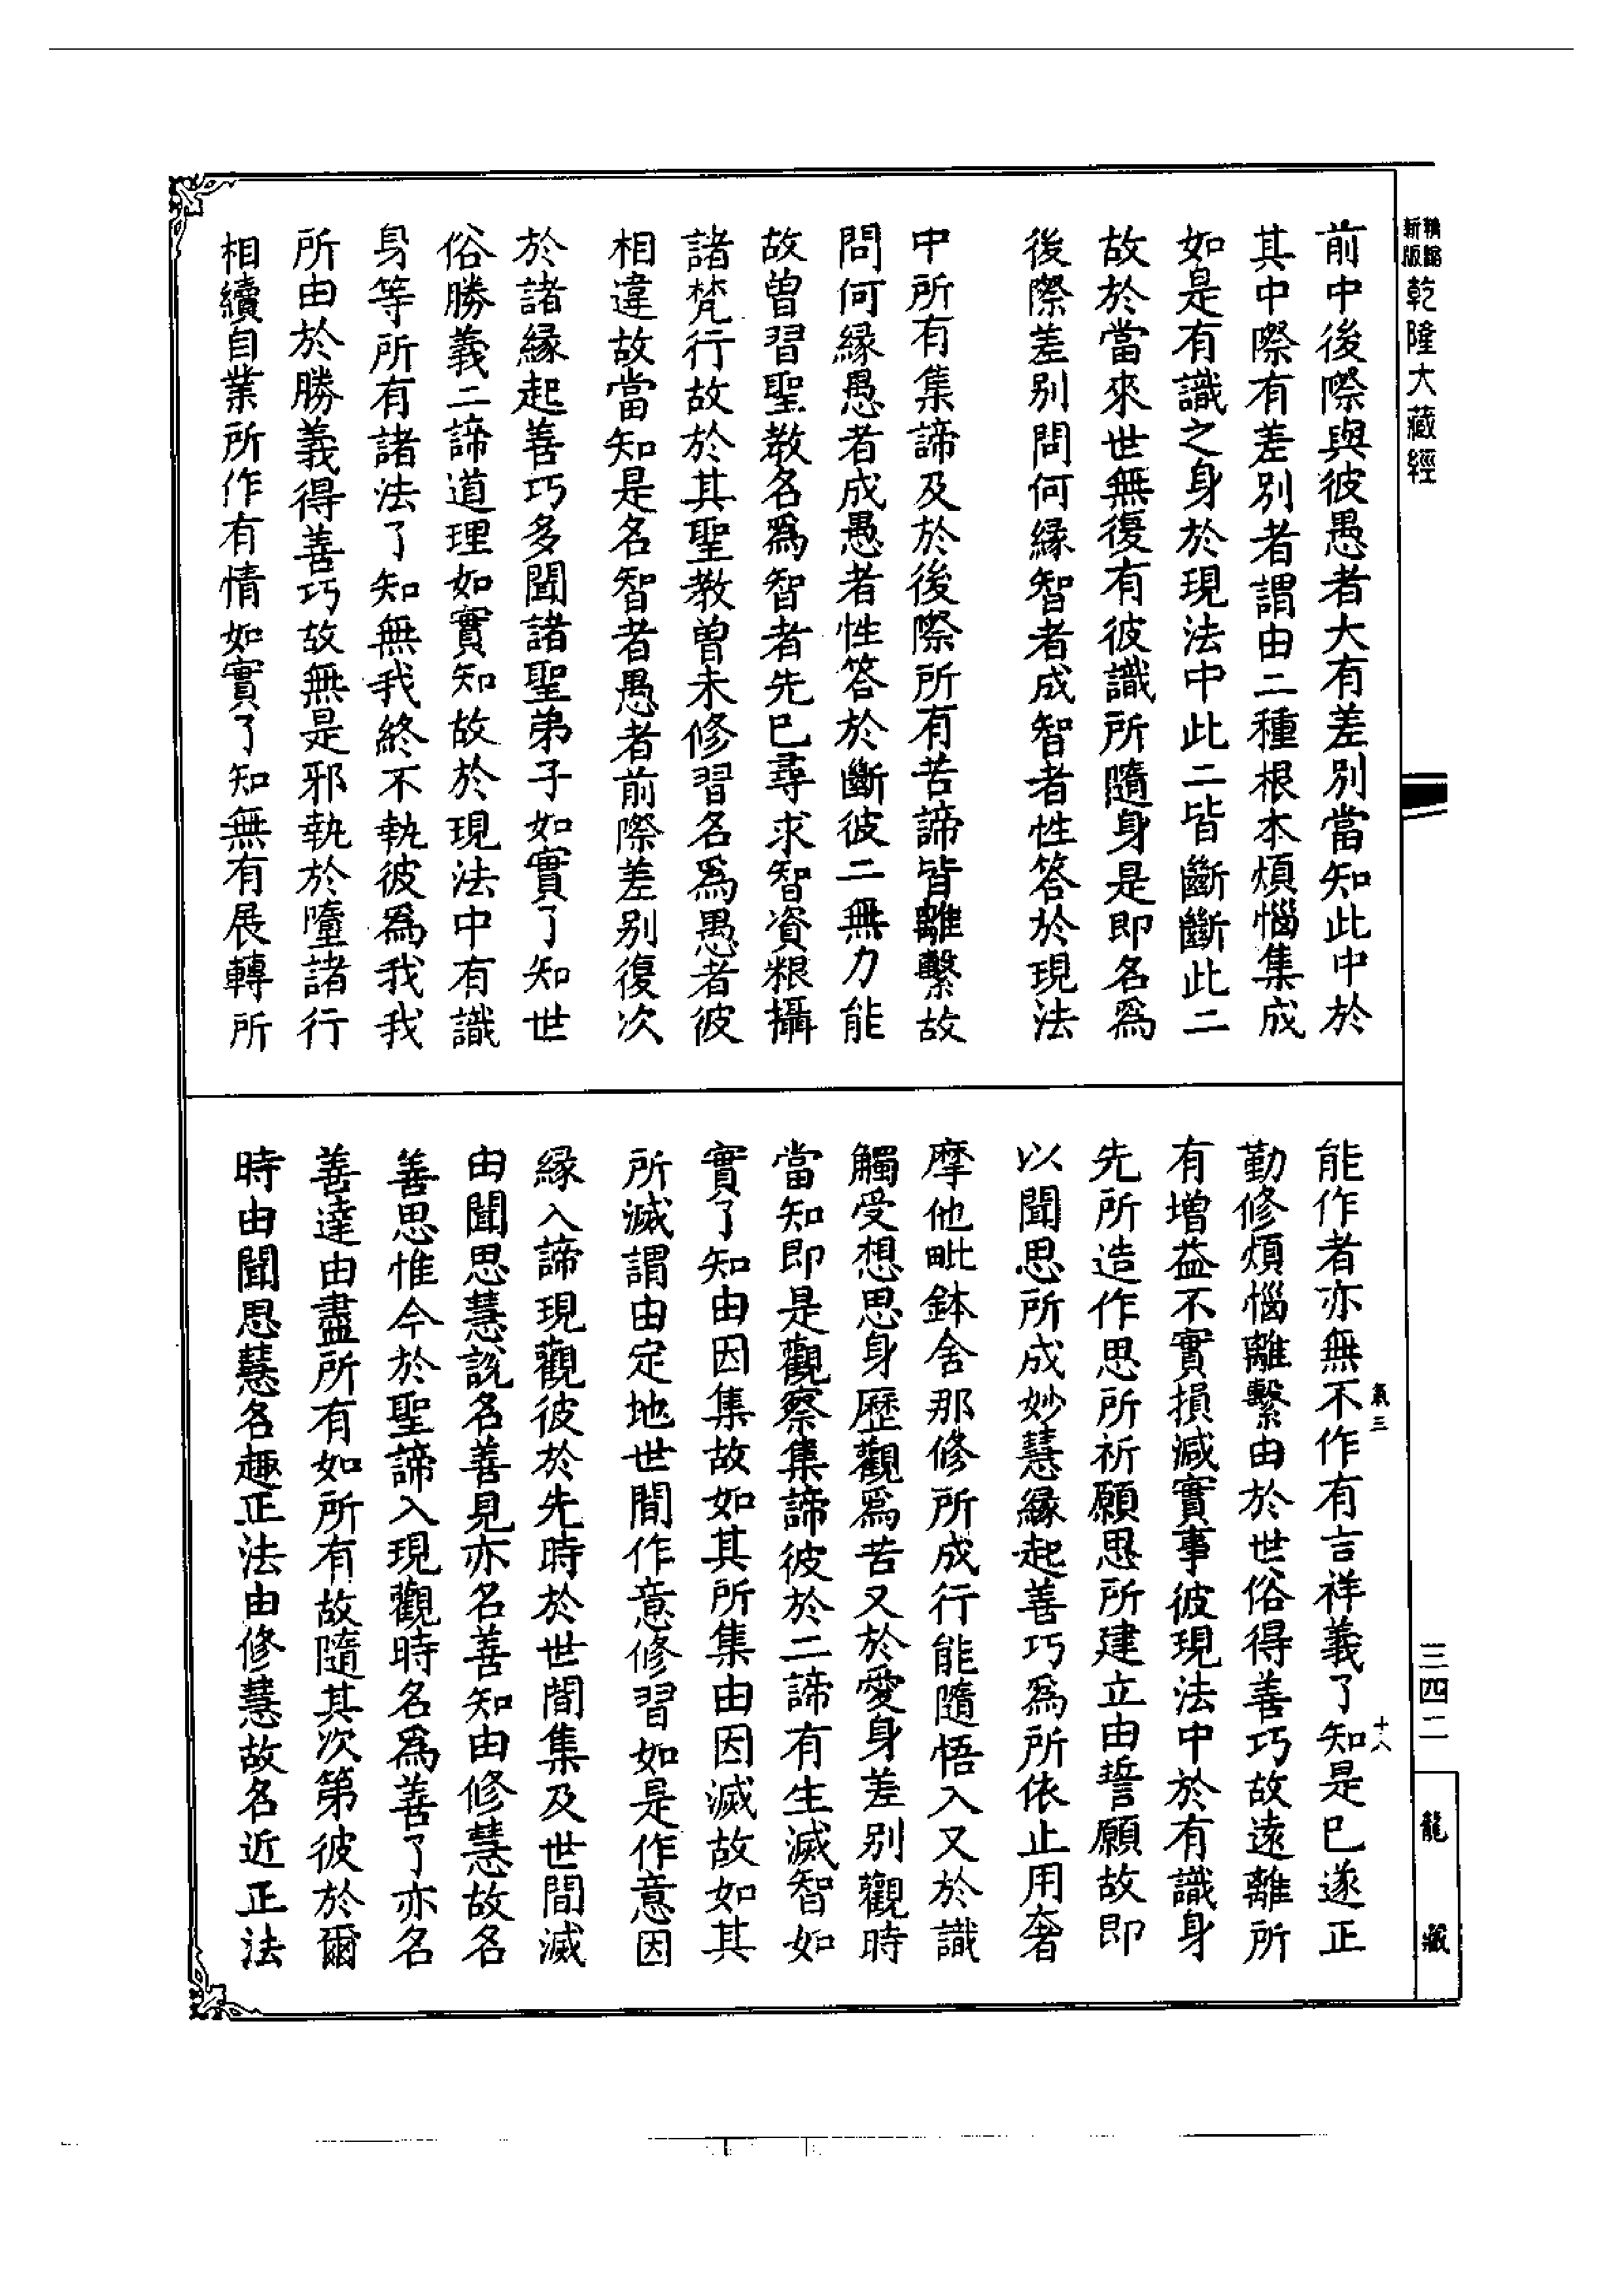 新版
精縮
乾隆大藏經
前中後際與彼愚者大有差別當知此中於
其中際有差別者謂由二種根本煩惱集成
如是有識之身於現法中此二皆斷斷此二
故於當來世無復有彼識所隨身是即名為
後際差別問何緣智者成智者性答於現法
中所有集諦及於後際所有苦諦皆離繫故
問何緣愚者成愚者性答於斷彼二無力能
故曾習聖教名爲智者先已尋求智資粮攝
諸梵行故於其聖教曾未修習名爲愚者彼
相違故當知是名智者愚者前際差別復次
於諸緣起善巧多聞諸聖弟子如實了知世
俗勝義二諦道理如實知故於現法中有識
身等所有諸法了知無我終不執彼爲我我
所由於勝義得善巧故無是邪執於墮諸行
相續自業所作有情如實了知無有展轉所
能作者亦無不作有言祥義了知是已遂正
勤修煩惱離繫由於世俗得善巧故遠離所
有增益不實損減實事彼現法中於有識身
先所造作思所祈願思所建立由誓願故即
以聞思所成妙慧緣起善巧爲所依止用奢
摩他毗鉢舍那修所成行能隨悟入又於識
觸受想思身歷觀爲苦又於愛身差別觀時
當知即是觀察集諦彼於二諦有生滅智如
實了知由因集故如其所集由因滅故如其
所滅謂由定地世間作意修習如是作意因
緣入諦現觀彼於先時於世間集及世間滅
由聞思慧説名善見亦名善知由修慧故名
善思惟今於聖諦入現觀時名爲善了亦名
善達由盡所有如所有故隨其次第彼於爾
時由聞思慧名趣正法由修慧故名近正法
氣三
十八
三四二
龍藏